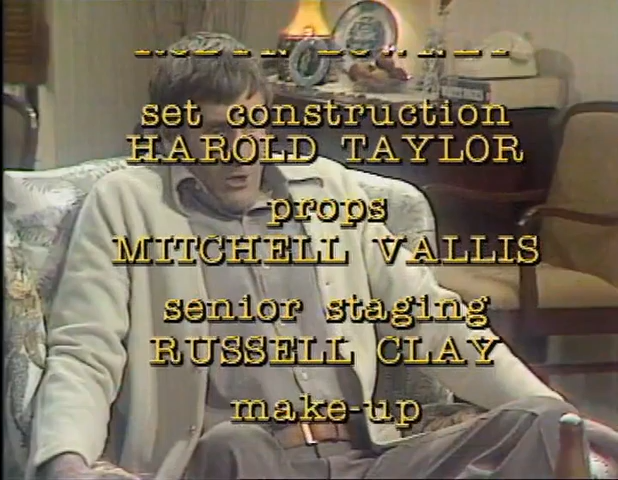 set construction
HAROLD TAYLOR
props
MITCHELL VALLIS
senior staging
RUSSELL CLAY
make-up